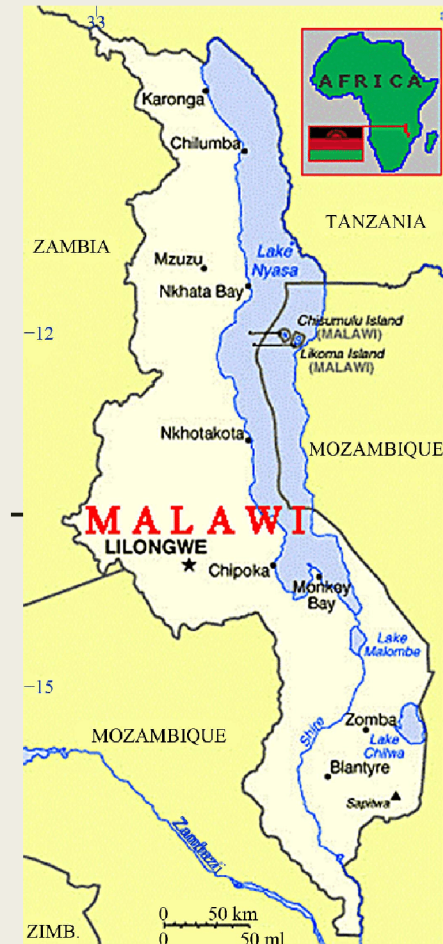 33
AFRICA
Karonga
Chilumba
TANZANIA
ZAMBIA
Lake
Nyasa
Mzuzu
Nkhata Bay
Chisumulu Island
(MALAWI)
-12
Likoma Island
(MALAWI)
Nkhotakota
MOZAMBIQUE
MALAWI
LILONGWE
Chipoka
Monkey
Bay
Lake
Malombe
-15
MOZAMBIQUE
Shire
Zomba
Lake
Chilwa
Blantyre
Sapitwa
Zambezi
0 50 km
0 50 ml
ZIMB.